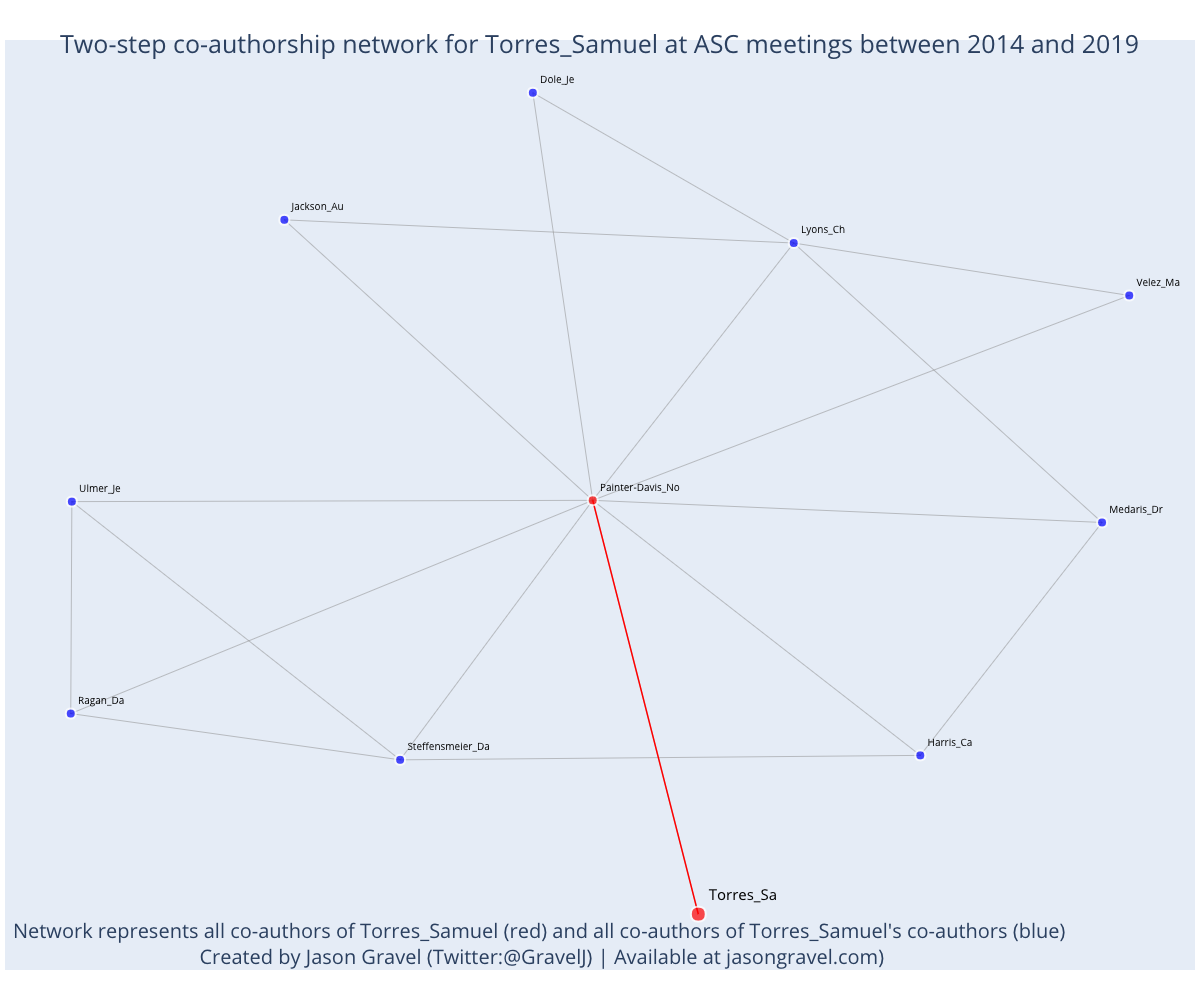 Two-step co-authorship network for Torres_Samuel at ASC meetings between 2014 and 2019
Dole_Je
Jackson_Au
Lyons_Ch
Velez_Ma
Ulmer_Je
Painter-Davis_No
Medaris_Dr
Ragan_Da
Steffensmeier_Da
Harris_Ca
Torres_Sa
Network represents all co-authors of Torres_Samuel (red) and all co-authors of Torres_Samuel's co-authors (blue)
Created by Jason Gravel (Twitter:@GravelJ) | Available at jasongravel.com)